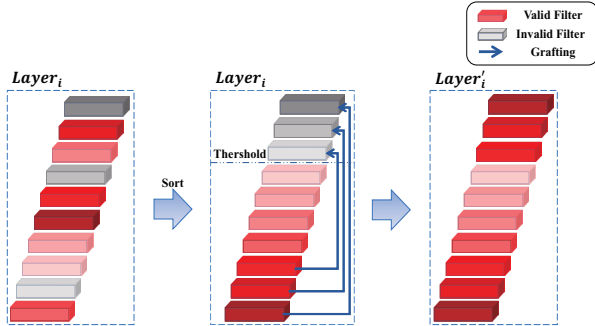 Valid Filter
Invalid Filter
Grafting
Layer_i
Layer_i
Layer'_i
Thershold
Sort